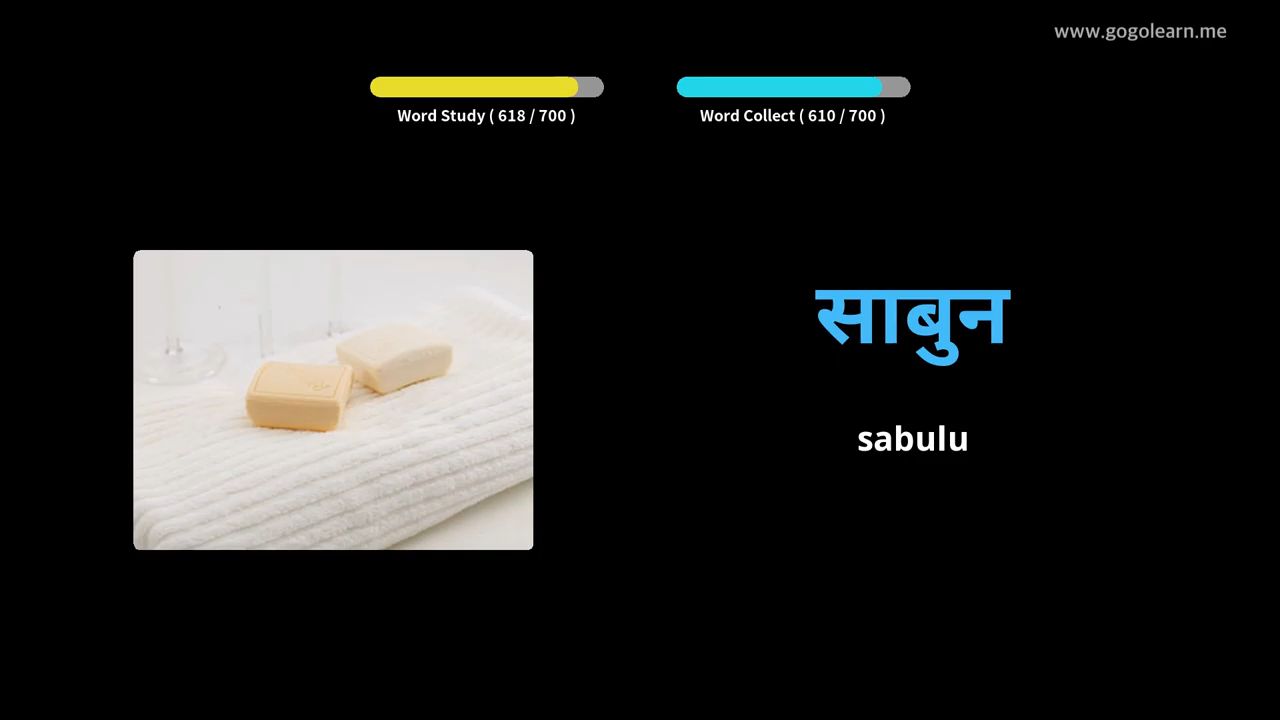 www.gogolearn.me
Word Study ( 618 / 700 )
Word Collect ( 610 / 700 )
साबुन
sabulu